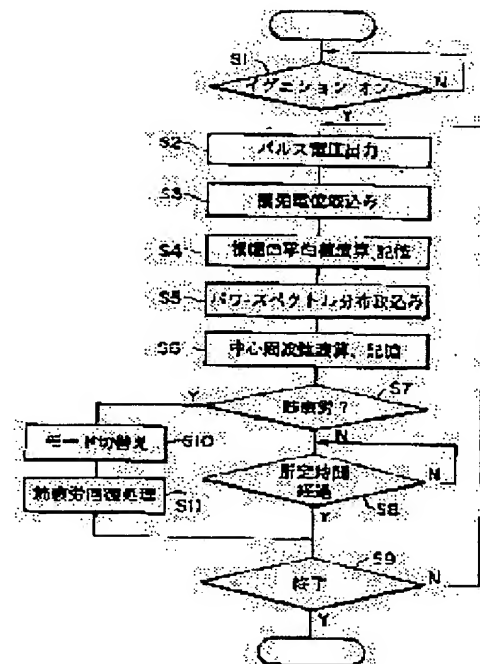 S1
イグニション オン
N
Y
S2
パルス電圧出力
S3
誘発電位取込み
S4
振幅の平均値演算、記憶
S5
パワースペクトル分布取込み
S6
中心周波数演算、記憶
S7
筋疲労?
Y
N
モード切替え
S10
所定時間
経過
N
S8
筋疲労回復処理
S11
Y
S9
終了
N
Y